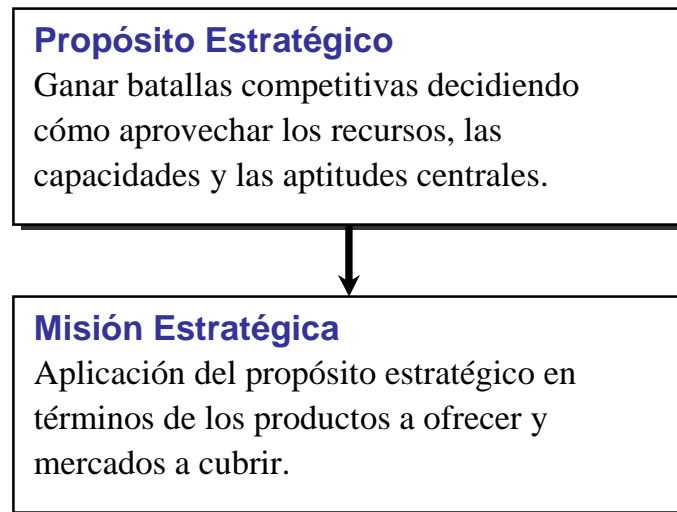 Propósito Estratégico
Ganar batallas competitivas decidiendo
cómo aprovechar los recursos, las
capacidades y las aptitudes centrales.
Misión Estratégica
Aplicación del propósito estratégico en
términos de los productos a ofrecer y
mercados a cubrir.